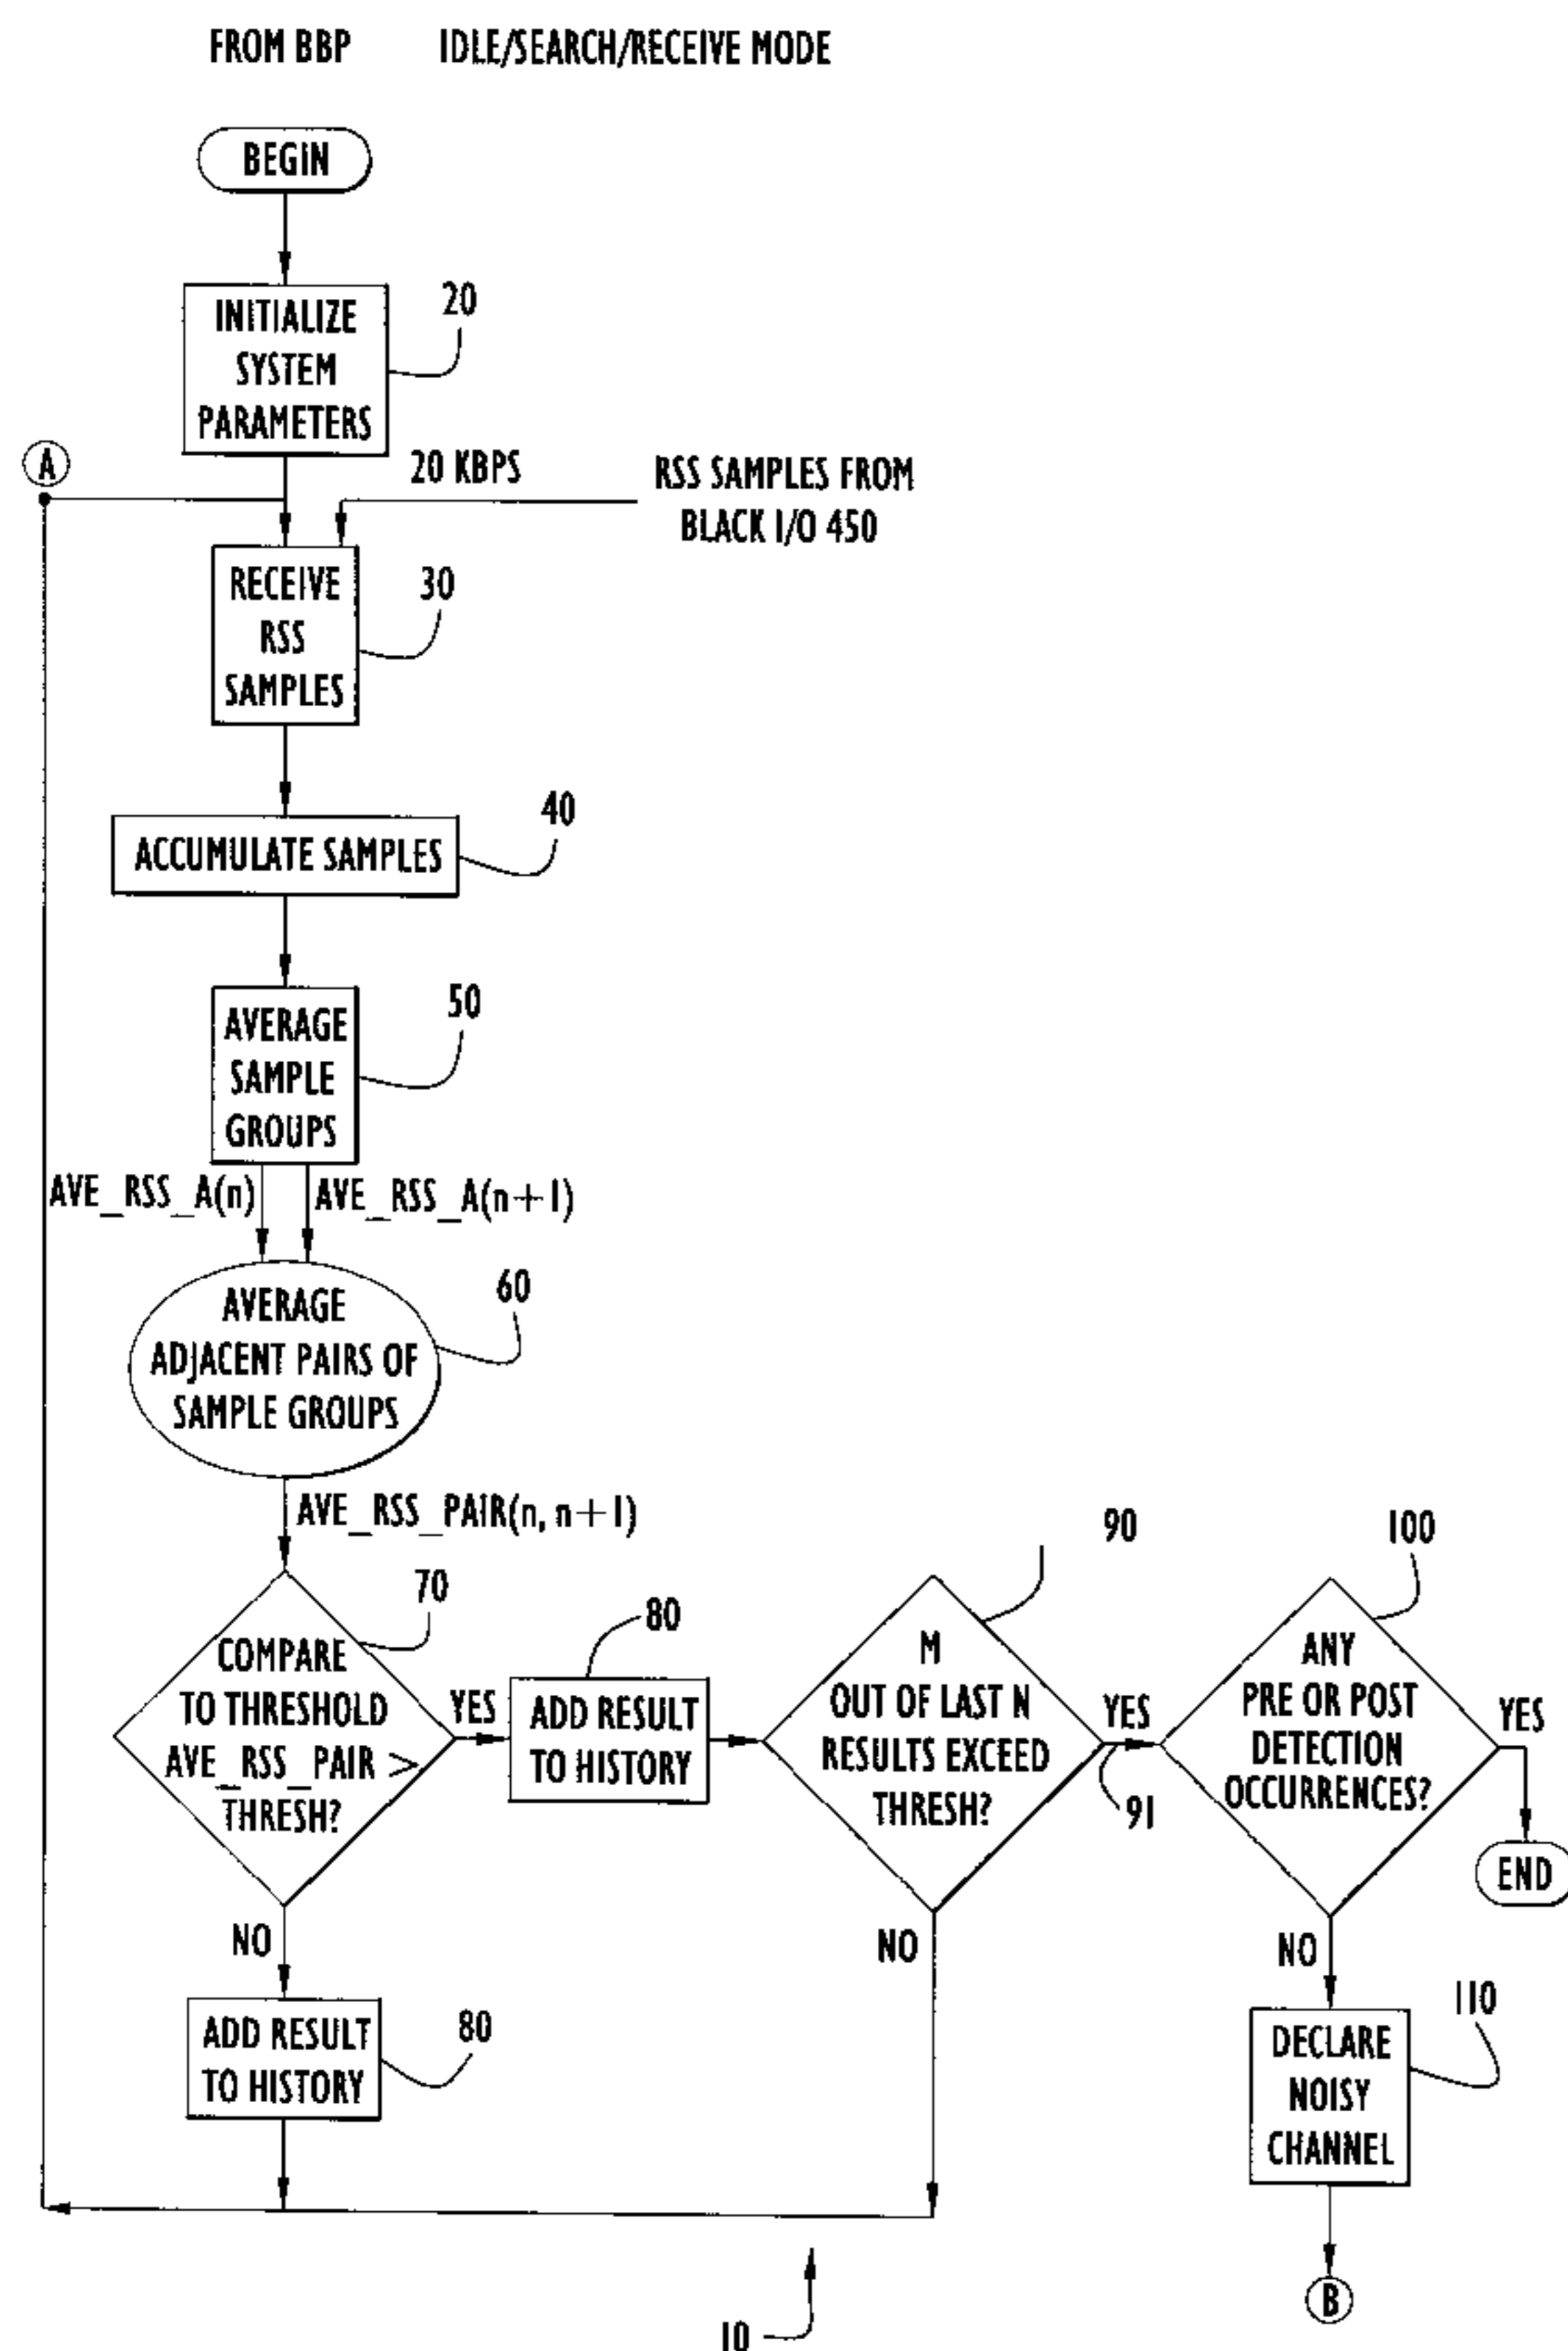 FROM BBP IDLE/SEARCH/RECEIVE MODE
BEGIN
INITIALIZE
SYSTEM
PARAMETERS
20
A
20 KBPS
RSS SAMPLES FROM
BLACK I/O 450
RECEIVE
RSS
SAMPLES
30
ACCUMULATE SAMPLES
40
AVERAGE
SAMPLE
GROUPS
50
AVE_RSS_A(n)
AVE_RSS_A(n+1)
AVERAGE
ADJACENT PAIRS OF
SAMPLE GROUPS
60
AVE_RSS_PAIR(n, n+1)
COMPARE
TO THRESHOLD
AVE_RSS_PAIR >
THRESH?
70
YES
ADD RESULT
TO HISTORY
80
M
OUT OF LAST N
RESULTS EXCEED
THRESH?
90
YES
91
ANY
PRE OR POST
DETECTION
OCCURRENCES?
100
YES
END
NO
ADD RESULT
TO HISTORY
80
NO
NO
DECLARE
NOISY
CHANNEL
110
B
10